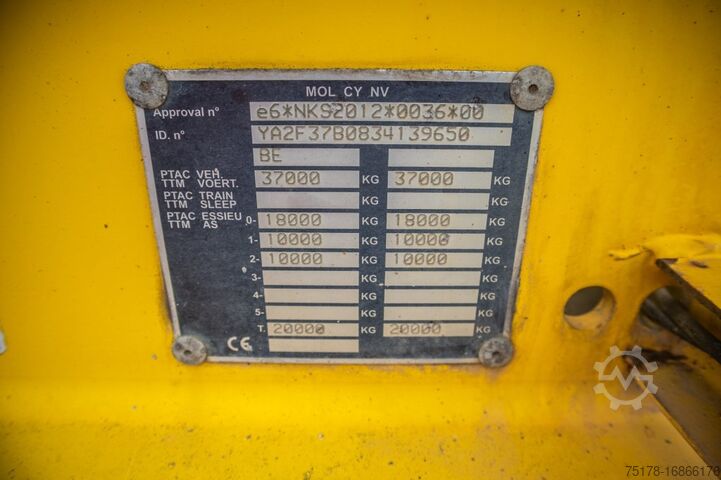 MOL CY NV
Approval n° e6*NKS2012*0036*00
ID. n° YA2F37B0834139650
BE
PTAC VEH. 37000 KG 37000 KG
TTM VOERT.
PTAC TRAIN KG KG
TTM SLEEP
PTAC ESSIEU 0- 18000 KG 18000 KG
TTM AS
1- 10000 KG 10000 KG
2- 10000 KG 10000 KG
3- KG KG
4- KG KG
5- KG KG
T. 20000 KG 20000 KG
CE
75178-16866178